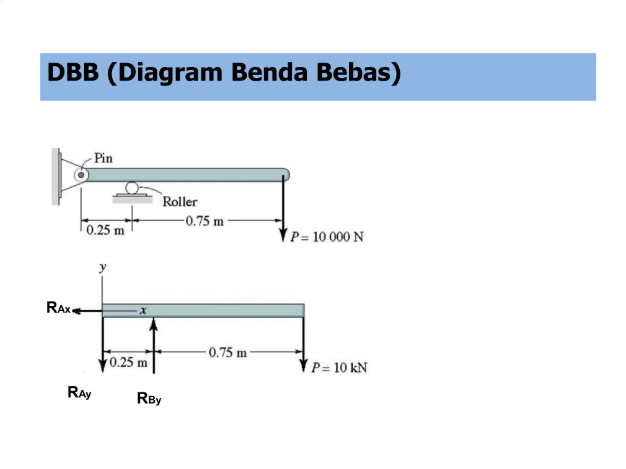 DBB (Diagram Benda Bebas)
Pin
Roller
0.25 m
0.75 m
P = 10 000 N
y
RAx
x
0.25 m
0.75 m
P = 10 kN
RAy
RBy